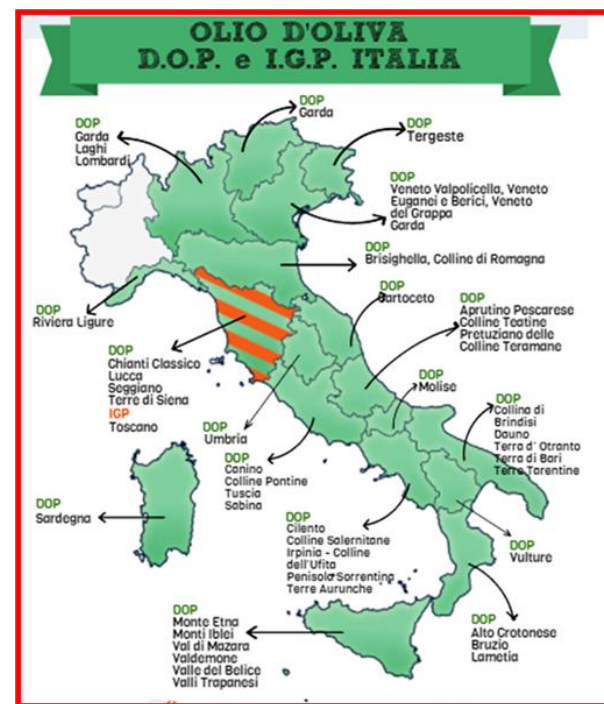 OLIO D'OLIVA
D.O.P. e I.G.P. ITALIA
DOP
Garda
DOP
Garda
Laghi
Lombardi
DOP
Tergeste
DOP
Veneto Valpolicella, Veneto
Euganei e Berici, Veneto
del Grappa
Garda
DOP
Brisighella, Colline di Romagna
DOP
Riviera Ligure
DOP
Cartoceto
DOP
Aprutino Pescarese
Colline Teatine
Pretuziano delle
Colline Teramane
DOP
Chianti Classico
Lucca
Seggiano
Terre di Siena
IGP
Toscano
DOP
Molise
DOP
Collina di
Brindisi
Dauno
Terra d' Otranto
Terra di Bari
Terre Tarentine
DOP
Umbria
DOP
Canino
Colline Pontine
Tuscia
Sabina
DOP
Sardegna
DOP
Cilento
Colline Salernitane
Irpinia - Colline
dell'Ufita
Penisola Sorrentina
Terre Aurunche
DOP
Vulture
DOP
Monte Etna
Monti Iblei
Val di Mazara
Valdemone
Valle del Belice
Valli Trapanesi
DOP
Alto Crotonese
Bruzio
Lametia